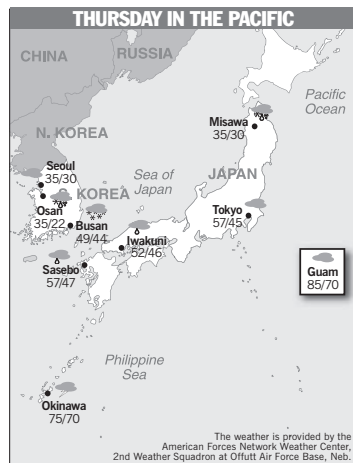 THURSDAY IN THE PACIFIC
CHINA
RUSSIA
Pacific
Ocean
Misawa
35/30
N. KOREA
Seoul
35/30
Sea of
Japan
JAPAN
S. KOREA
Osan
35/22
Busan
49/44
Tokyo
57/45
Iwakuni
52/46
Sasebo
57/47
Guam
85/70
Philippine
Sea
Okinawa
75/70
The weather is provided by the
American Forces Network Weather Center,
2nd Weather Squadron at Offutt Air Force Base, Neb.